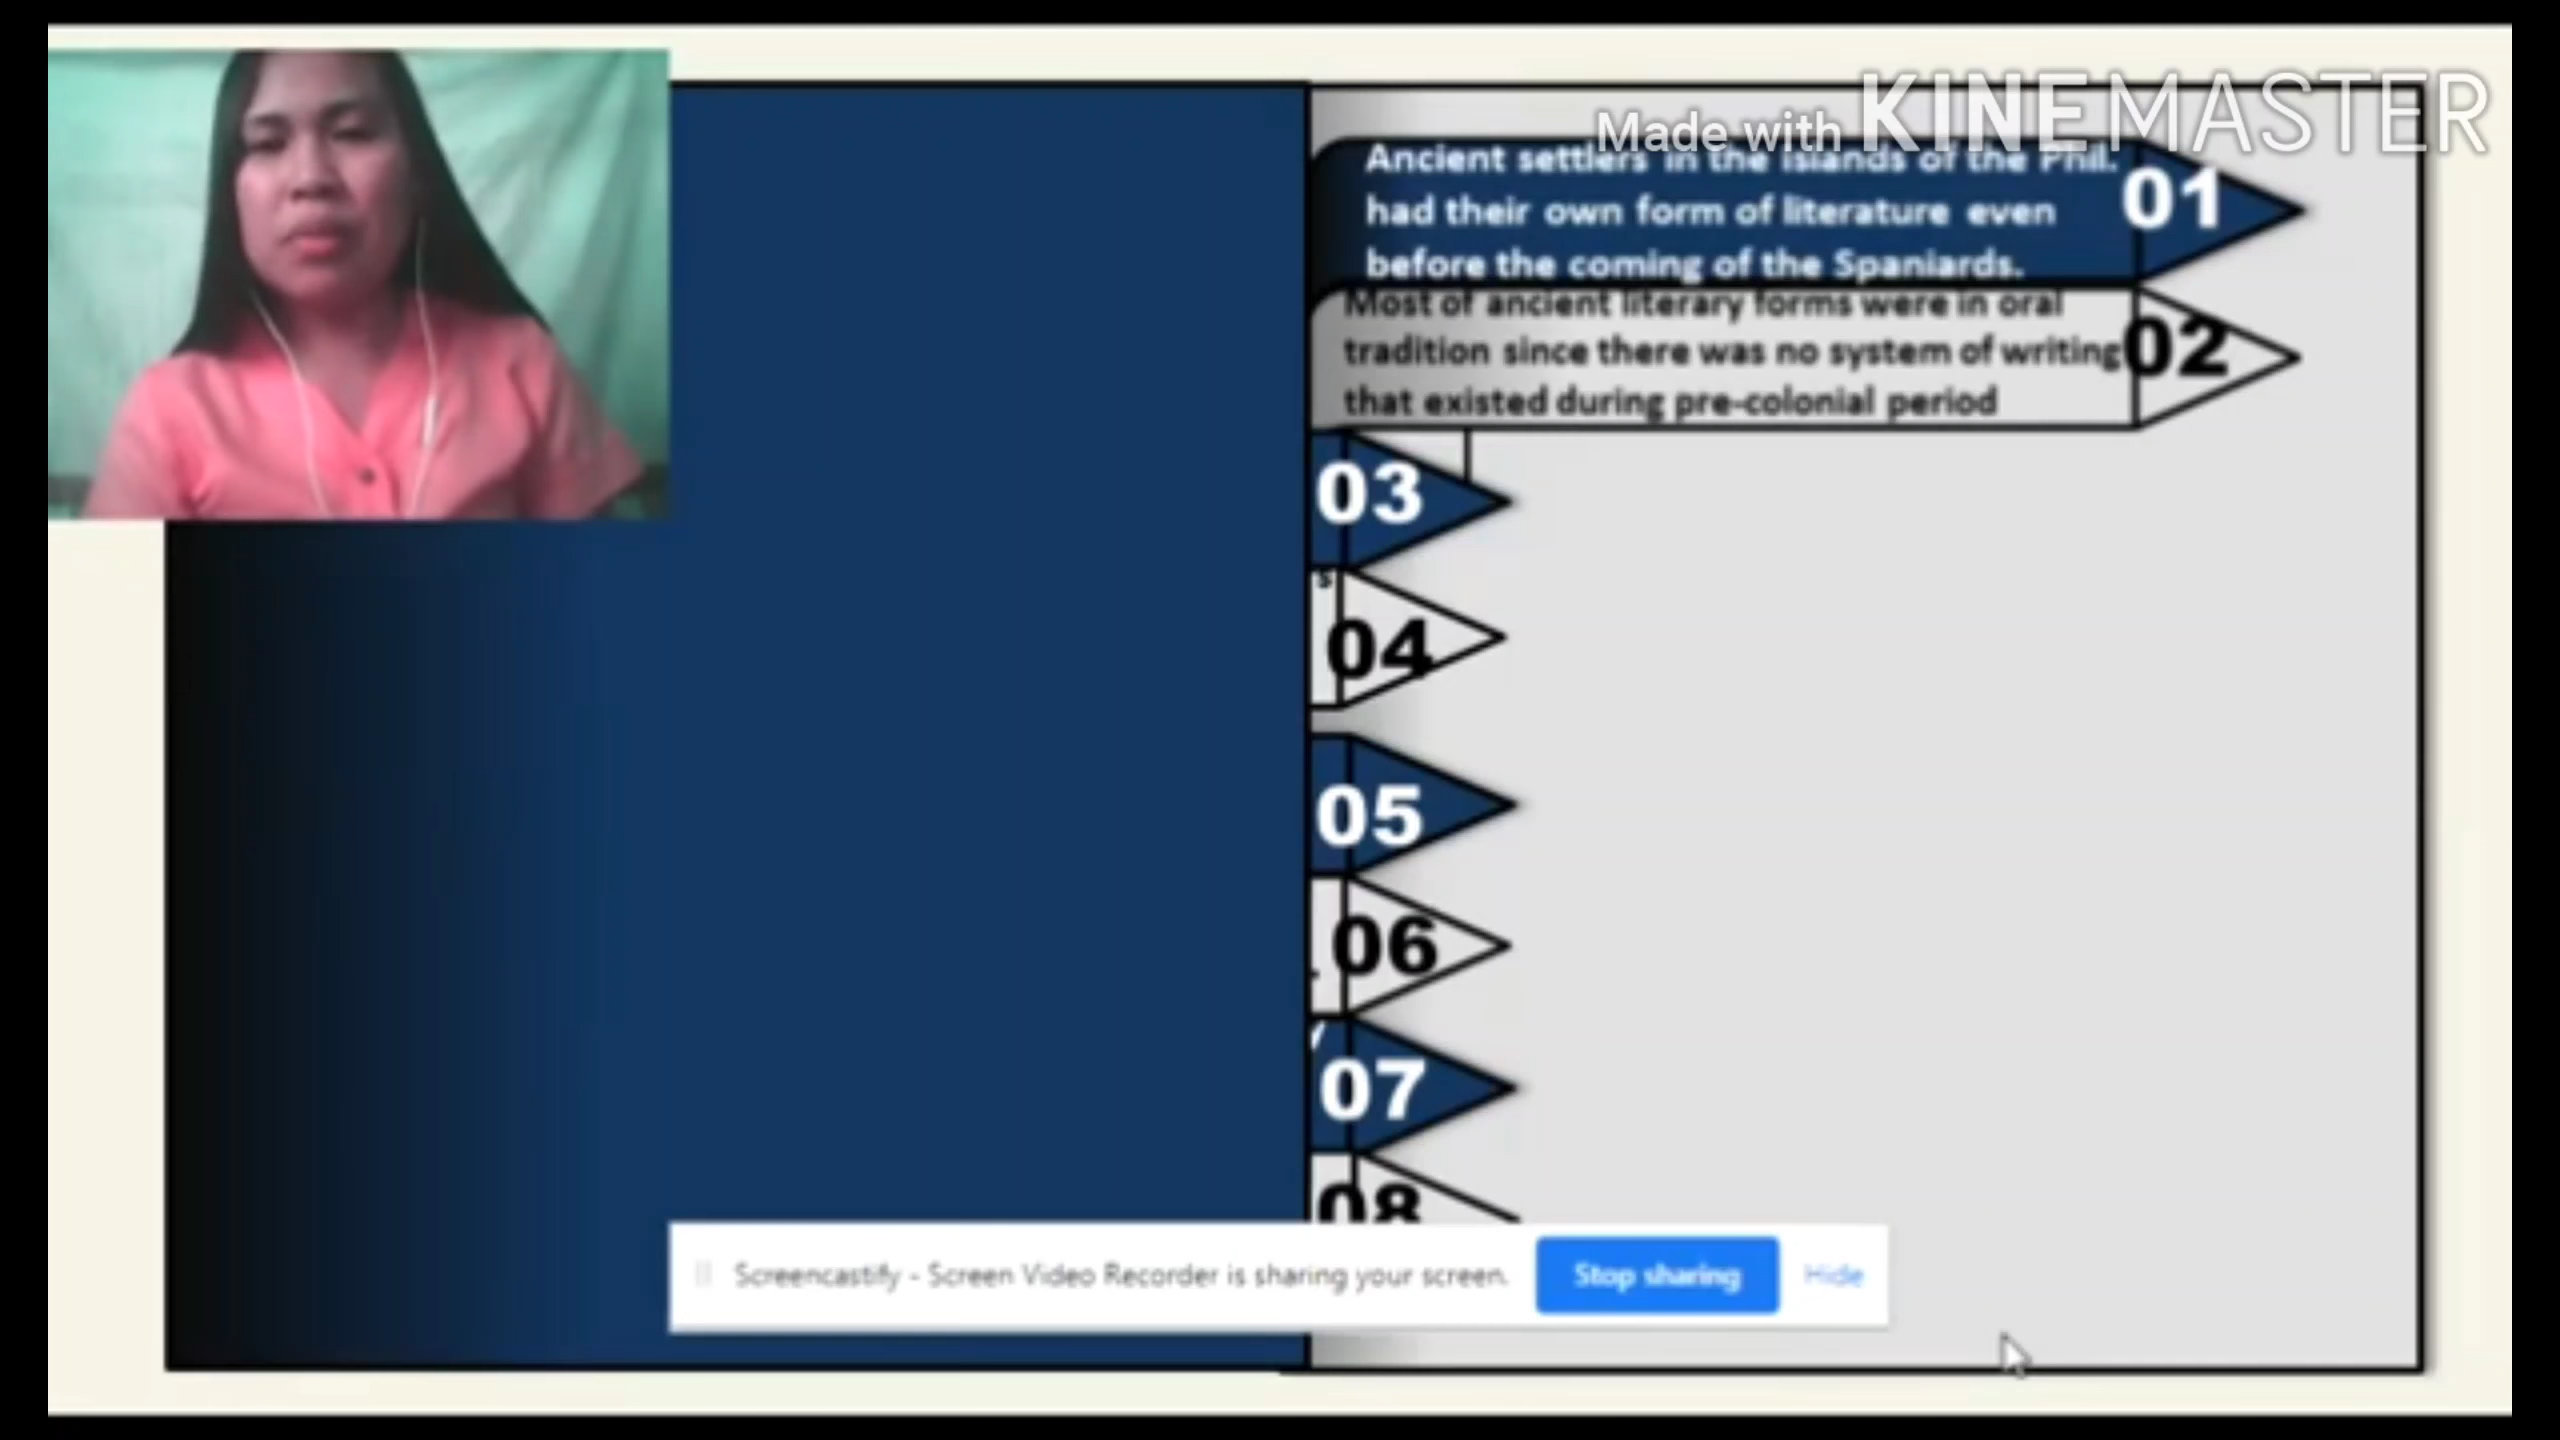 Made with KINEMASTER
Ancient settlers in the islands of the Phil.
had their own form of literature even
before the coming of the Spaniards.
01
Most of ancient literary forms were in oral
tradition since there was no system of writing
that existed during pre-colonial period
02
03
s
04
05
06
07
08
Screencastify - Screen Video Recorder is sharing your screen.
Stop sharing
Hide